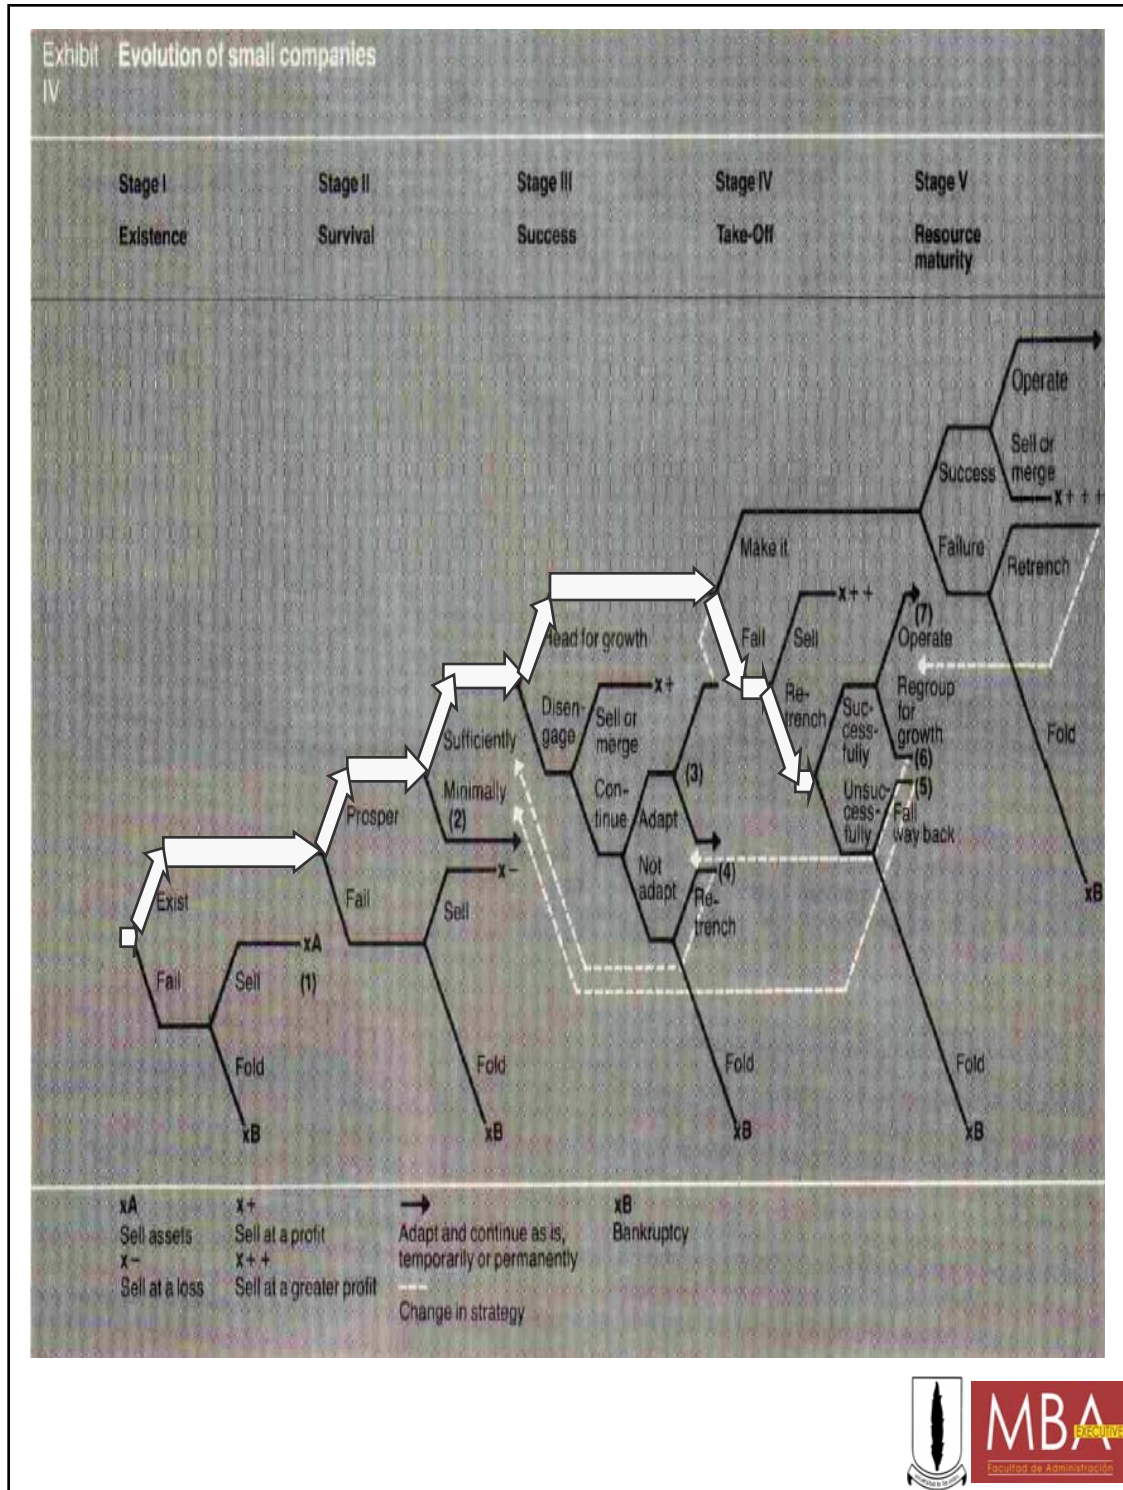 Exhibit Evolution of small companies
IV
Stage I
Existence
Stage II
Survival
Stage III
Success
Stage IV
Take-Off
Stage V
Resource
maturity
Operate
Sell or
merge
x+++
Success
Failure
Retrench
Make it
Fail
Sell
x++
(7)
Operate
Regroup
for
growth
(6)
(5)
Fall
way back
Fold
xB
Re-
trench
Suc-
cess-
fully
Unsuc-
cess-
fully
Head for growth
Disen-
gage
Sell or
merge
x+
Con-
tinue
Adapt
(3)
Not
adapt
(4)
Re-
trench
Sufficiently
Minimally
(2)
Prosper
Fail
Sell
x-
Exist
Fail
Sell
xA
(1)
Fold
xB
Fold
xB
Fold
xB
Fold
xB
xA
Sell assets
x-
Sell at a loss
x+
Sell at a profit
x++
Sell at a greater profit
Adapt and continue as is,
temporarily or permanently
Change in strategy
xB
Bankruptcy
MBA
EXECUTIVE
Facultad de Administración